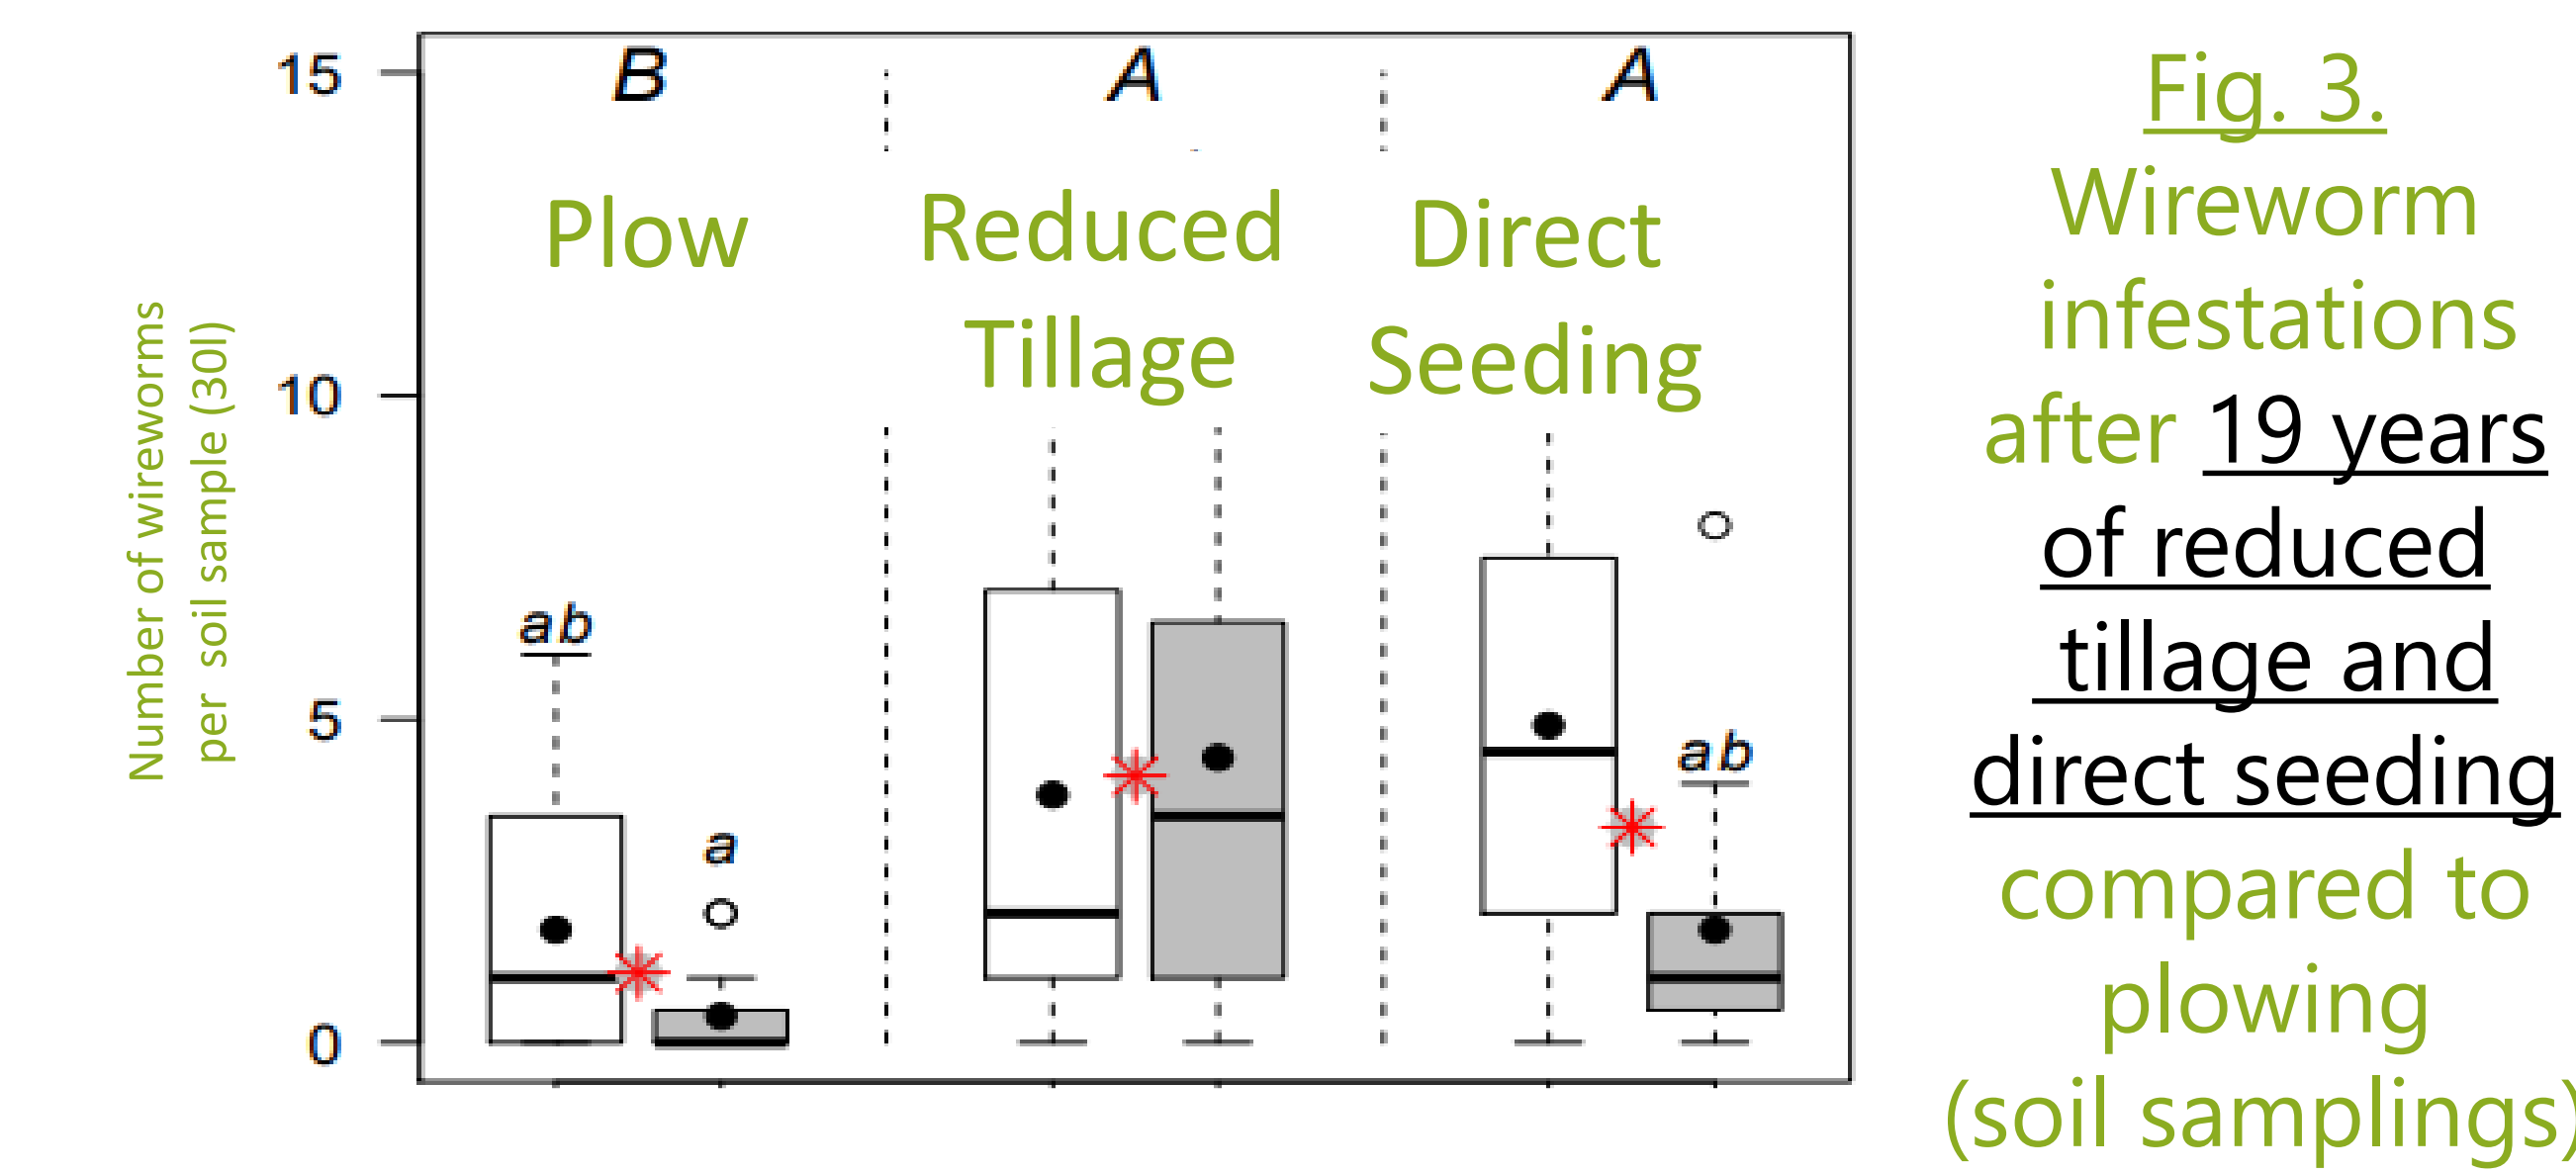 15
B
A
A
Plow
Reduced
Tillage
Direct
Seeding
Number of wireworms
per soil sample (30l)
10
5
0
ab
a
ab
Fig. 3.
Wireworm
infestations
after 19 years
of reduced
tillage and
direct seeding
compared to
plowing
(soil samplings)